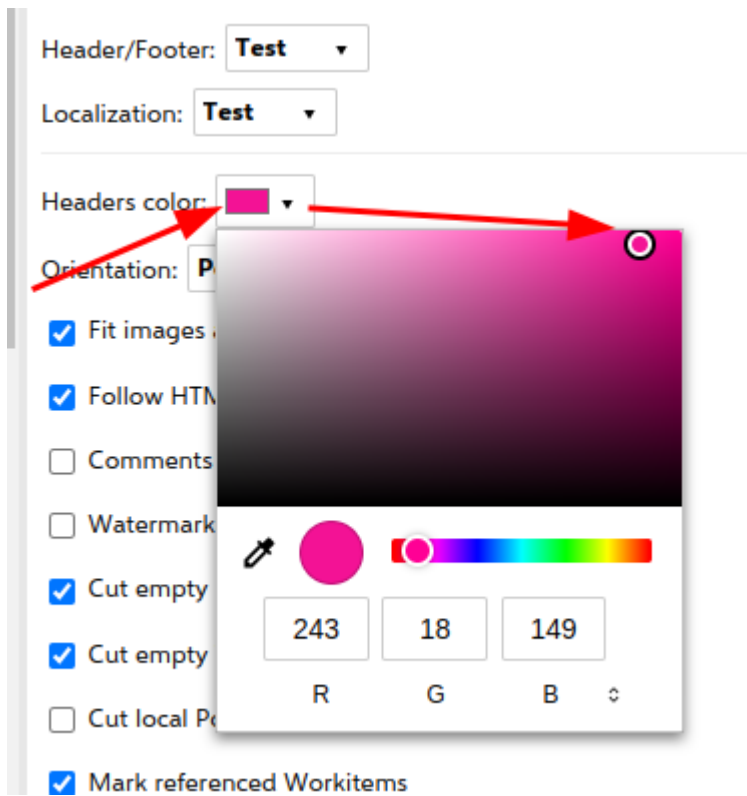 Header/Footer: Test
Localization: Test
Headers color:
Orientation:
Fit images
Follow
Comments
Watermark
Cut empty
Cut empty
Cut local
Mark referenced Workitems
243 18 149
R G B